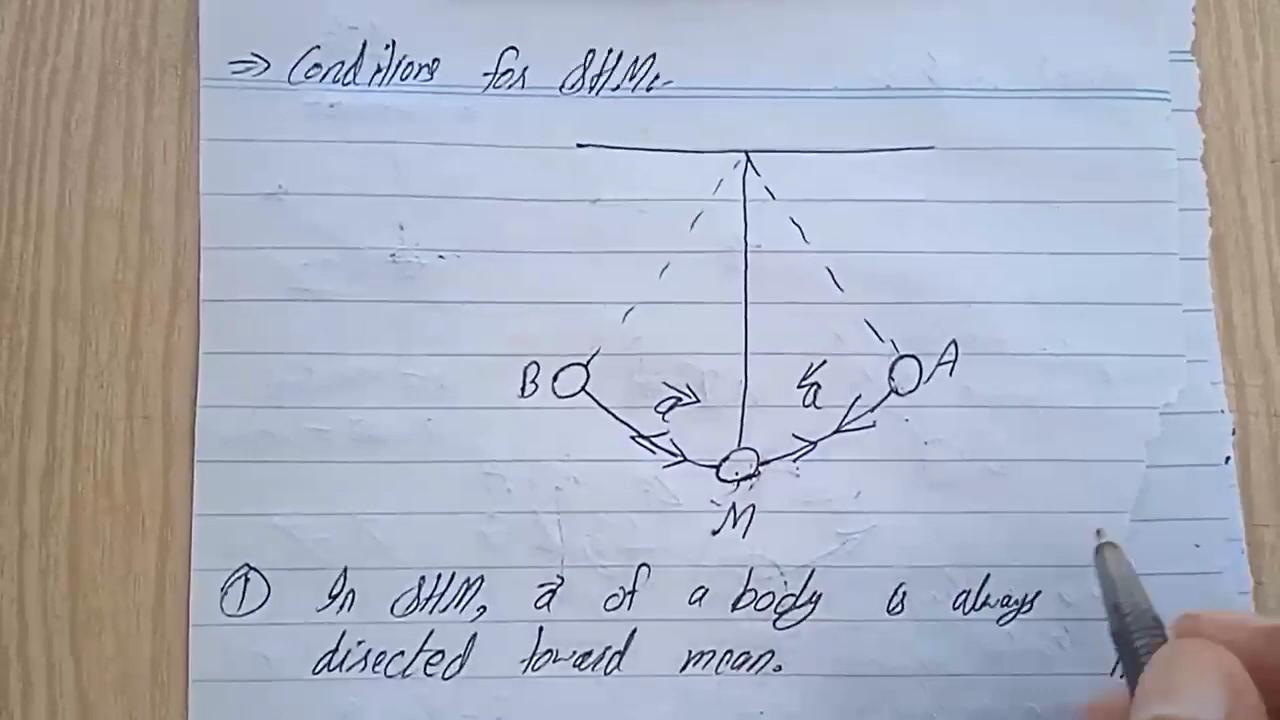 ⇒ Conditions for SHM:-
B a⃗ a⃗ A
M
① In SHM, a⃗ of a body is always
directed toward mean.